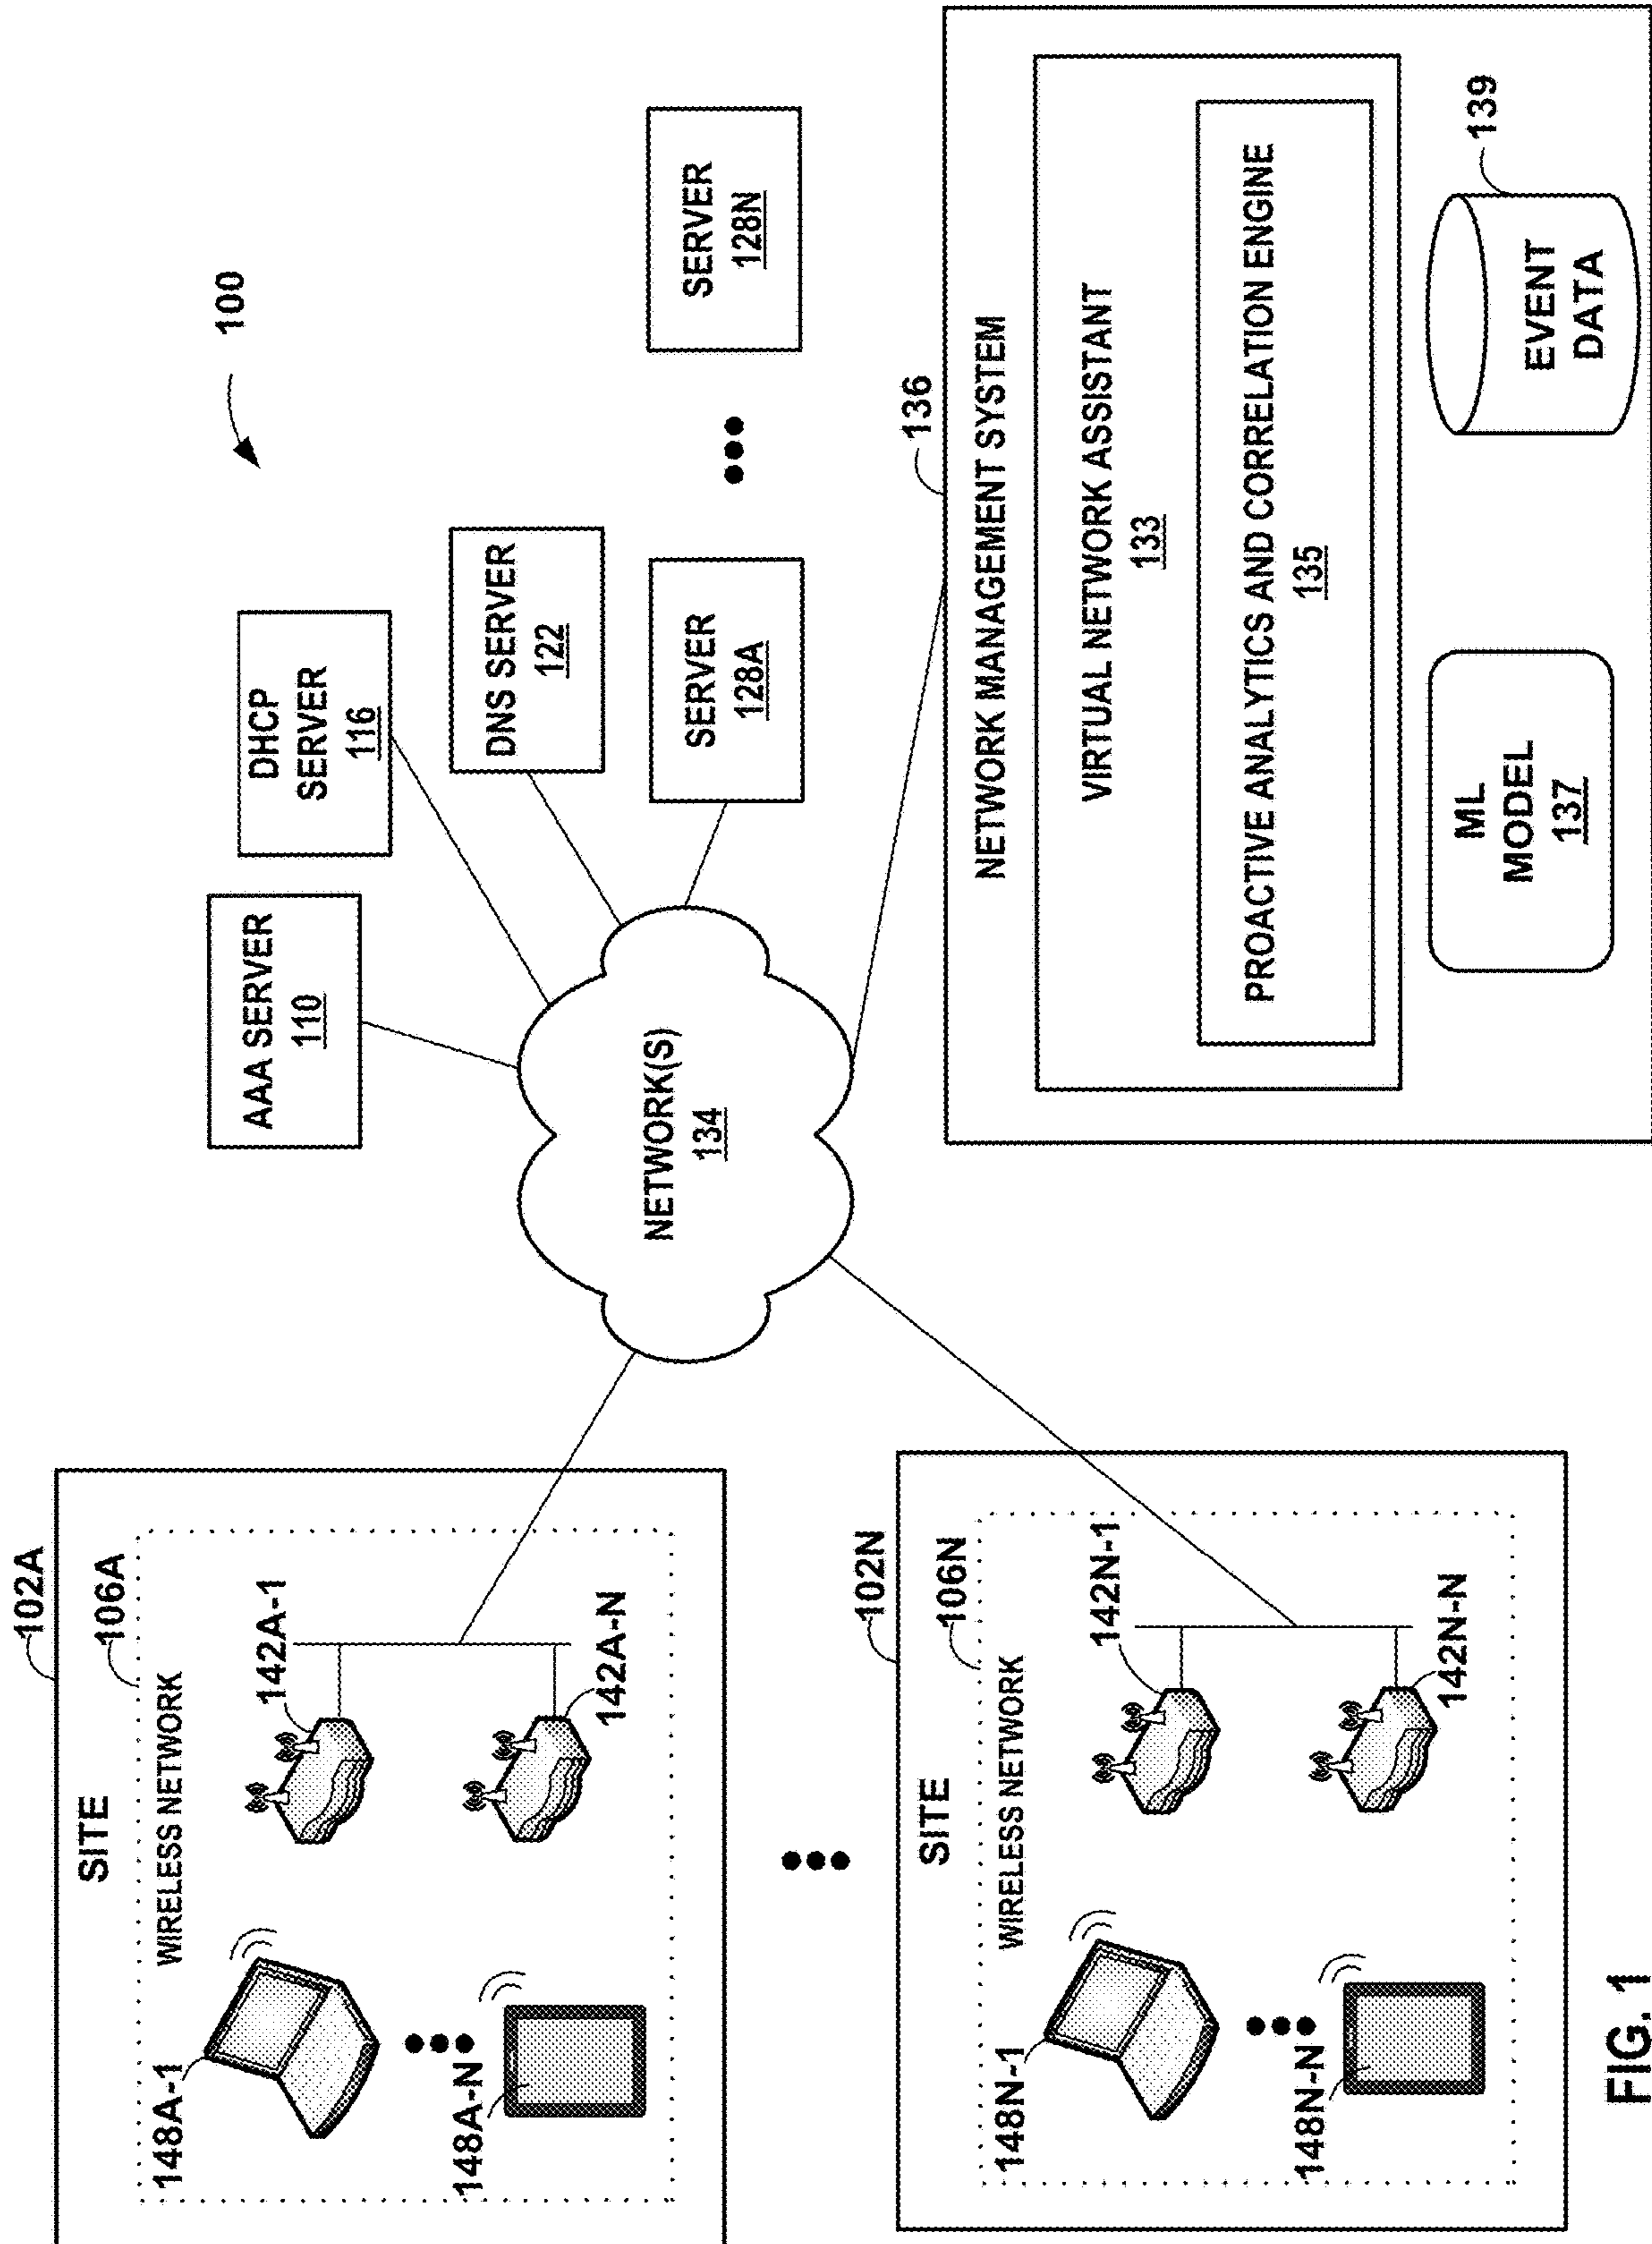 100
102A
SITE
106A
WIRELESS NETWORK
148A-1
142A-1
148A-N
142A-N
102N
SITE
106N
WIRELESS NETWORK
148N-1
142N-1
148N-N
142N-N
NETWORK(S)
134
AAA SERVER
110
DHCP
SERVER
116
DNS SERVER
122
SERVER
128A
SERVER
128N
136
NETWORK MANAGEMENT SYSTEM
VIRTUAL NETWORK ASSISTANT
133
PROACTIVE ANALYTICS AND CORRELATION ENGINE
135
ML
MODEL
137
EVENT
DATA
139
FIG. 1